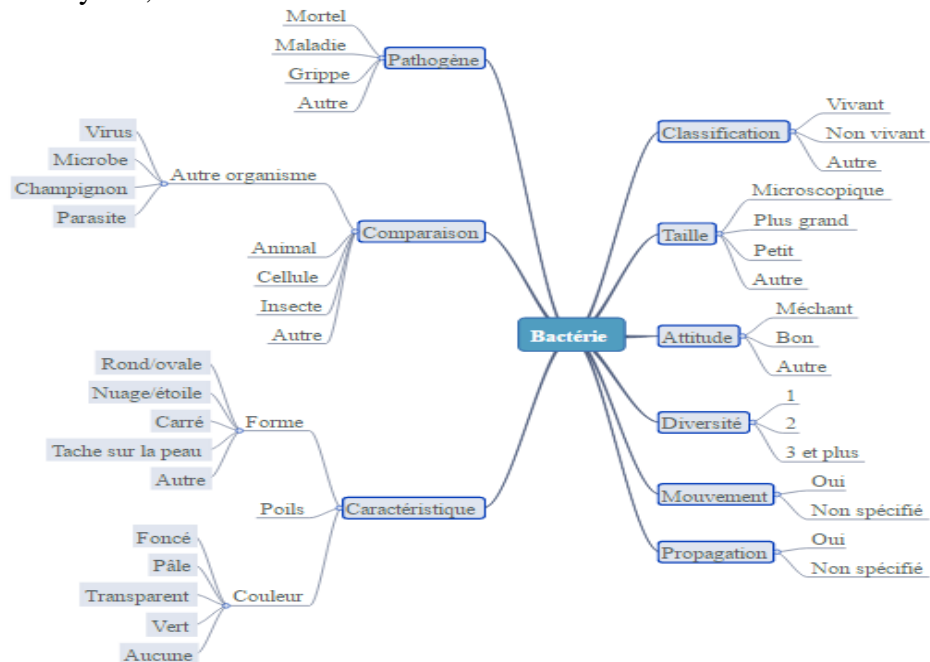 Mortel
Maladie
Grippe
Autre
Pathogène
Virus
Microbe
Champignon
Parasite
Autre organisme
Animal
Cellule
Insecte
Autre
Comparaison
Rond/ovale
Nuage/étoile
Carré
Tache sur la peau
Autre
Forme
Poils
Foncé
Pâle
Transparent
Vert
Aucune
Couleur
Caractéristique
Bactérie
Classification
Vivant
Non vivant
Autre
Taille
Microscopique
Plus grand
Petit
Autre
Attitude
Méchant
Bon
Autre
Diversité
1
2
3 et plus
Mouvement
Oui
Non spécifié
Propagation
Oui
Non spécifié